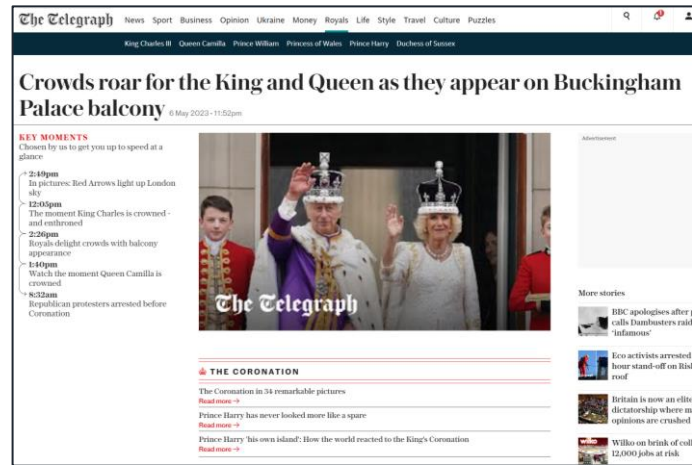 The Telegraph
News Sport Business Opinion Ukraine Money Royals Life Style Travel Culture Puzzles
King Charles III Queen Camilla Prince William Princess of Wales Prince Harry Duchess of Sussex
Crowds roar for the King and Queen as they appear on Buckingham
Palace balcony 6 May 2023 • 11:52pm
KEY MOMENTS
Chosen by us to get you up to speed at a
glance
2:49pm
In pictures: Red Arrows light up London
sky
12:05pm
The moment King Charles is crowned -
and enthroned
2:26pm
Royals delight crowds with balcony
appearance
1:40pm
Watch the moment Queen Camilla is
crowned
8:32am
Republican protesters arrested before
Coronation
The Telegraph
THE CORONATION
The Coronation in 34 remarkable pictures
Read more →
Prince Harry has never looked more like a spare
Read more →
Prince Harry 'his own island': How the world reacted to the King's Coronation
Read more →
Advertisement
More stories
BBC apologises after
calls Dambusters raid
'infamous'
Eco activists arrested
hour stand-off on
roof
Britain is now an
dictatorship where
opinions are crushed
wilko
Wilko on brink of
12,000 jobs at risk